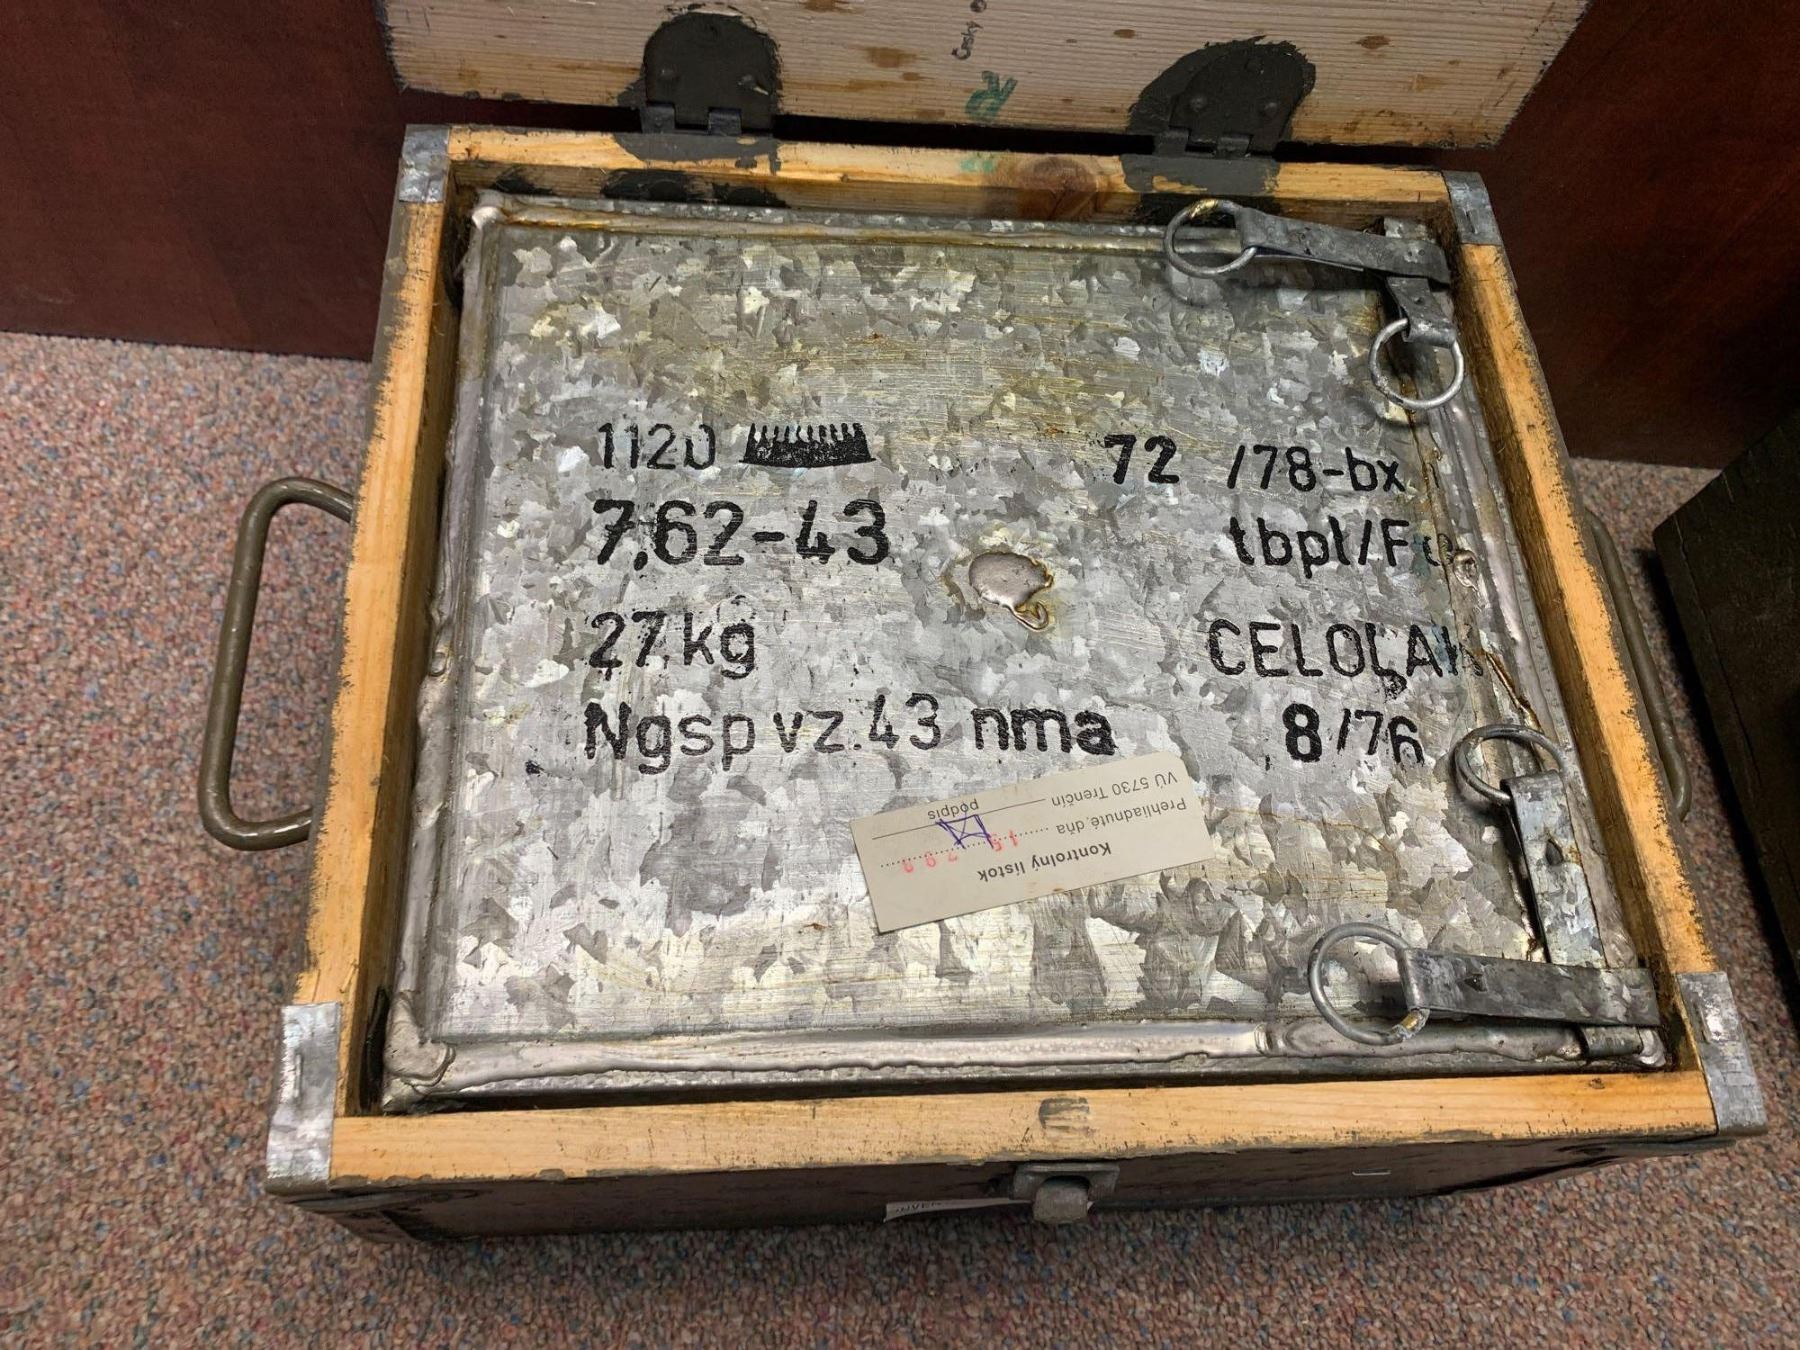 1120
7,62-43
27 kg
Ngsp vz. 43 nma
72 /78-bx
tbpl/Fe
CELOĽAK
8/76
Kontrolný lístok
Prehliadnuté, dňa
podpis
VÚ 5730 Trenčín
R